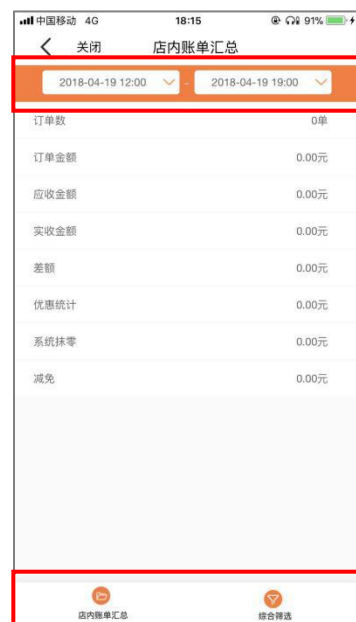 中国移动 4G 18:15 91%
关闭 店内账单汇总
2018-04-19 12:00 - 2018-04-19 19:00
订单数 0单
订单金额 0.00元
应收金额 0.00元
实收金额 0.00元
差额 0.00元
优惠统计 0.00元
系统抹零 0.00元
减免 0.00元
店内账单汇总 综合筛选